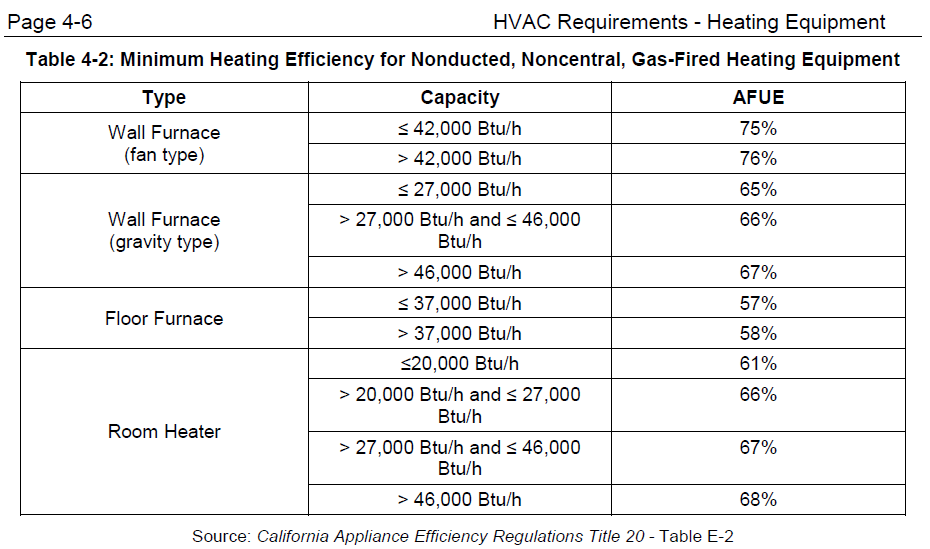 Page 4-6 HVAC Requirements - Heating Equipment
Table 4-2: Minimum Heating Efficiency for Nonducted, Noncentral, Gas-Fired Heating Equipment
Type Capacity AFUE
Wall Furnace
(fan type)
≤ 42,000 Btu/h 75%
> 42,000 Btu/h 76%
Wall Furnace
(gravity type)
≤ 27,000 Btu/h 65%
> 27,000 Btu/h and ≤ 46,000
Btu/h
66%
> 46,000 Btu/h 67%
Floor Furnace
≤ 37,000 Btu/h 57%
> 37,000 Btu/h 58%
Room Heater
≤20,000 Btu/h 61%
> 20,000 Btu/h and ≤ 27,000
Btu/h
66%
> 27,000 Btu/h and ≤ 46,000
Btu/h
67%
> 46,000 Btu/h 68%
Source: California Appliance Efficiency Regulations Title 20 - Table E-2